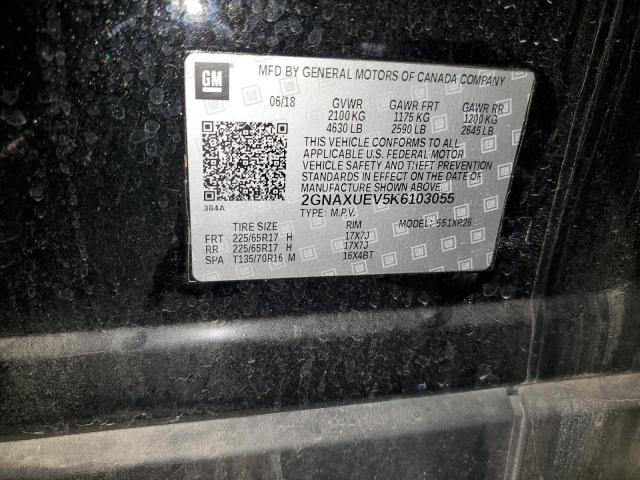 GM
MFD BY GENERAL MOTORS OF CANADA COMPANY
06/18 GVWR GAWR FRT GAWR RR
2100 KG 1175 KG 1200 KG
4630 LB 2590 LB 2645 LB
THIS VEHICLE CONFORMS TO ALL
APPLICABLE U.S. FEDERAL MOTOR
VEHICLE SAFETY AND THEFT PREVENTION
STANDARDS IN EFFECT ON THE DATE OF
MANUFACTURE SHOWN ABOVE.
384A
2GNAXUEV5K6103055
TYPE: M.P.V. MODEL: 551XR26
TIRE SIZE RIM
FRT 225/65R17 H 17X7J
RR 225/65R17 H 17X7J
SPA T135/70R16 M 16X4BT